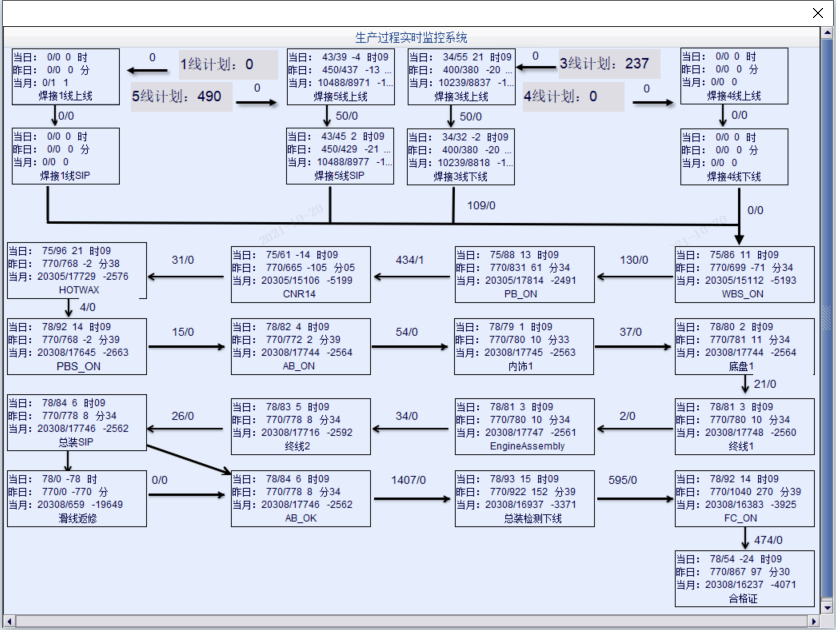 生产过程实时监控系统
当日： 0/0 0 时
昨日： 0/0 0 分
当月： 0/1 1
焊接1线上线
0
1线计划： 0
5线计划： 490
0
当日： 43/39 -4 时09
昨日： 450/437 -13 ...
当月： 10488/8971 -1...
焊接5线上线
当日： 34/55 21 时09
昨日： 400/380 -20 ...
当月： 10239/8837 -1...
焊接3线上线
0
3线计划： 237
4线计划： 0
0
当日： 0/0 0 时
昨日： 0/0 0 分
当月： 0/0 0
焊接4线上线
0/0
50/0
50/0
0/0
当日： 0/0 0 时
昨日： 0/0 0 分
当月： 0/0 0
焊接1线SIP
当日： 43/45 2 时09
昨日： 450/429 -21 ...
当月： 10488/8977 -1...
焊接5线SIP
当日： 34/32 -2 时09
昨日： 400/380 -20 ...
当月： 10239/8818 -1...
焊接3线下线
当日： 0/0 0 时
昨日： 0/0 0 分
当月： 0/0 0
焊接4线下线
109/0
0/0
2021-10-20
21-10-20
当日： 75/96 21 时09
昨日： 770/768 -2 分38
当月： 20305/17729 -2576
HOTWAX
31/0
当日： 75/61 -14 时09
昨日： 770/665 -105 分05
当月： 20305/15106 -5199
CNR14
434/1
当日： 75/88 13 时09
昨日： 770/831 61 分34
当月： 20305/17814 -2491
PB_ON
130/0
当日： 75/86 11 时09
昨日： 770/699 -71 分34
当月： 20305/15112 -5193
WBS_ON
4/0
当日： 78/92 14 时09
昨日： 770/768 -2 分39
当月： 20308/17645 -2663
PBS_ON
15/0
当日： 78/82 4 时09
昨日： 770/772 2 分39
当月： 20308/17744 -2564
AB_ON
54/0
当日： 78/79 1 时09
昨日： 770/780 10 分33
当月： 20308/17745 -2563
内饰1
37/0
当日： 78/80 2 时09
昨日： 770/781 11 分34
当月： 20308/17744 -2564
底盘1
21/0
当日： 78/84 6 时09
昨日： 770/778 8 分34
当月： 20308/17746 -2562
总装SIP
26/0
当日： 78/83 5 时09
昨日： 770/778 8 分34
当月： 20308/17716 -2592
终线2
34/0
当日： 78/81 3 时09
昨日： 770/780 10 分34
当月： 20308/17747 -2561
EngineAssembly
2/0
当日： 78/81 3 时09
昨日： 770/780 10 分34
当月： 20308/17748 -2560
终线1
当日： 78/0 -78 时
昨日： 770/0 -770 分
当月： 20308/659 -19649
滑线返修
0/0
当日： 78/84 6 时09
昨日： 770/778 8 分34
当月： 20308/17746 -2562
AB_OK
1407/0
当日： 78/93 15 时09
昨日： 770/922 152 分39
当月： 20308/16937 -3371
总装检测下线
595/0
当日： 78/92 14 时09
昨日： 770/1040 270 分39
当月： 20308/16383 -3925
FC_ON
474/0
当日： 78/54 -24 时09
昨日： 770/867 97 分30
当月： 20308/16237 -4071
合格证